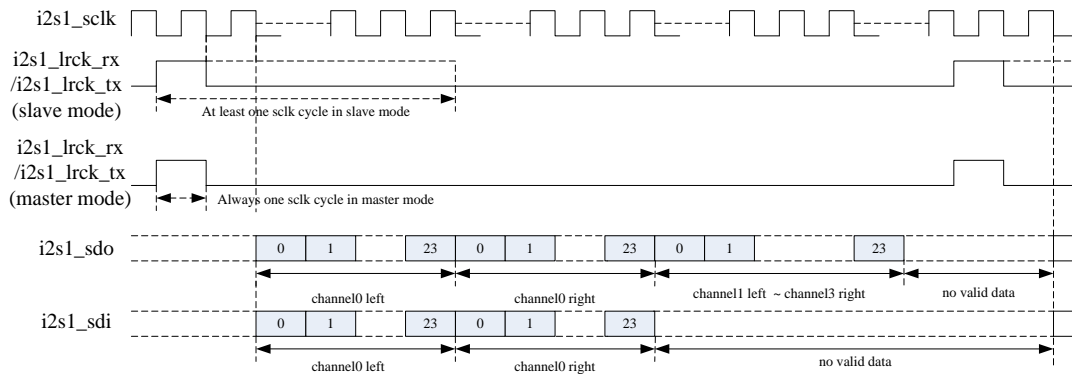 i2s1_sclk
i2s1_lrck_rx
/i2s1_lrck_tx
(slave mode)
At least one sclk cycle in slave mode
i2s1_lrck_rx
/i2s1_lrck_tx
(master mode)
Always one sclk cycle in master mode
i2s1_sdo
0 1 23 0 1 23 0 1 23
channel0 left channel0 right channel1 left ~ channel3 right no valid data
i2s1_sdi
0 1 23 0 1 23
channel0 left channel0 right no valid data